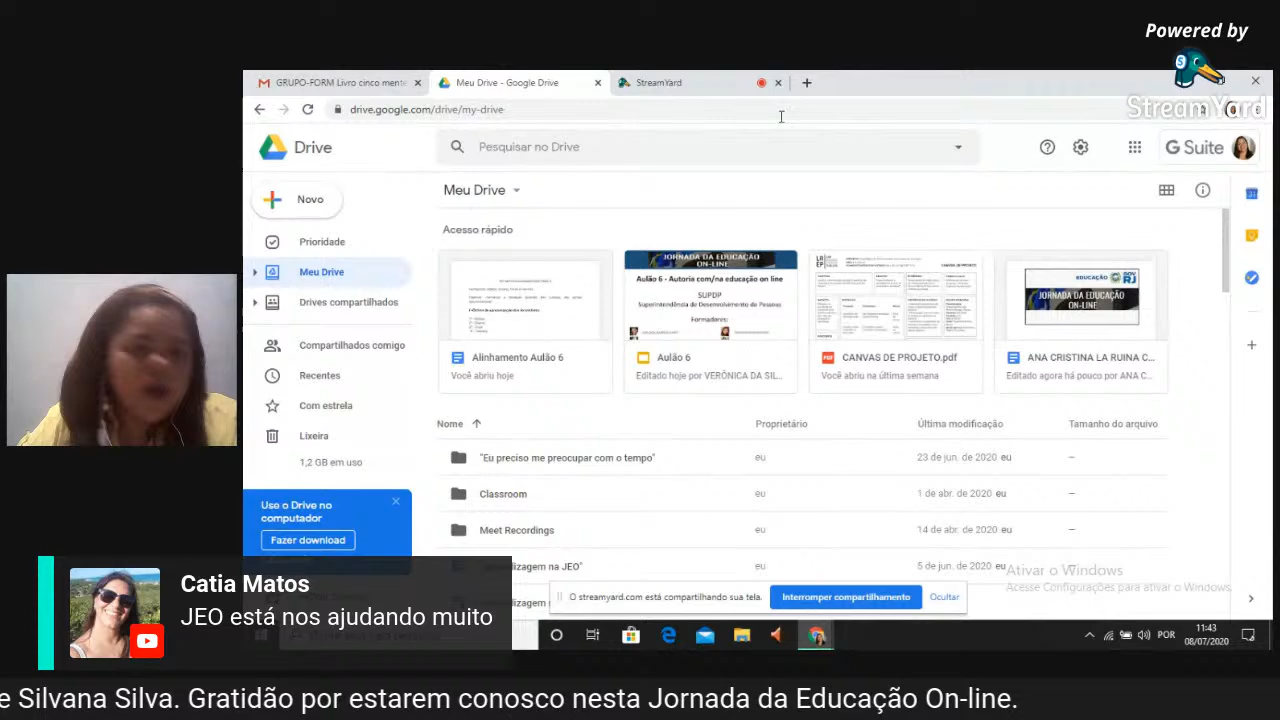 Powered by
StreamYard
GRUPO-FORM Livro cinco ment
Meu Drive - Google Drive
StreamYard
drive.google.com/drive/my-drive
Drive
Pesquisar no Drive
G Suite
Novo
Meu Drive
Prioridade
Meu Drive
Drives compartilhados
Compartilhados comigo
Recentes
Com estrela
Lixeira
1,2 GB em uso
Acesso rápido
JORNADA DA EDUCAÇÃO
ON-LINE
Aulão 6 - Autoria com/na educação on line
SUPDP
Superintendência de Desenvolvimento de Pessoas
Formadores:
CANVAS DE PROJETO
EDUCAÇÃO
JORNADA DA EDUCAÇÃO
ON-LINE
Alinhamento Aulão 6
Você abriu hoje
Aulão 6
Editado hoje por VERÔNICA DA SIL...
CANVAS DE PROJETO.pdf
Você abriu na última semana
ANA CRISTINA LA RUINA C...
Editado agora há pouco por ANA C...
Nome
Proprietário
Última modificação
Tamanho do arquivo
"Eu preciso me preocupar com o tempo"
eu
23 de jun. de 2020 eu
–
Classroom
eu
1 de abr. de 2020 eu
–
Meet Recordings
eu
14 de abr. de 2020 eu
–
eu
5 de jun. de 2020 eu
–
Use o Drive no
computador
Fazer download
O streamyard.com está compartilhando sua tela.
Interromper compartilhamento
Ocultar
Ativar o Windows
Acesse Configurações para ativar o Windows.
Catia Matos
JEO está nos ajudando muito
POR
11:43
08/07/2020
e Silvana Silva. Gratidão por estarem conosco nesta Jornada da Educação On-line.